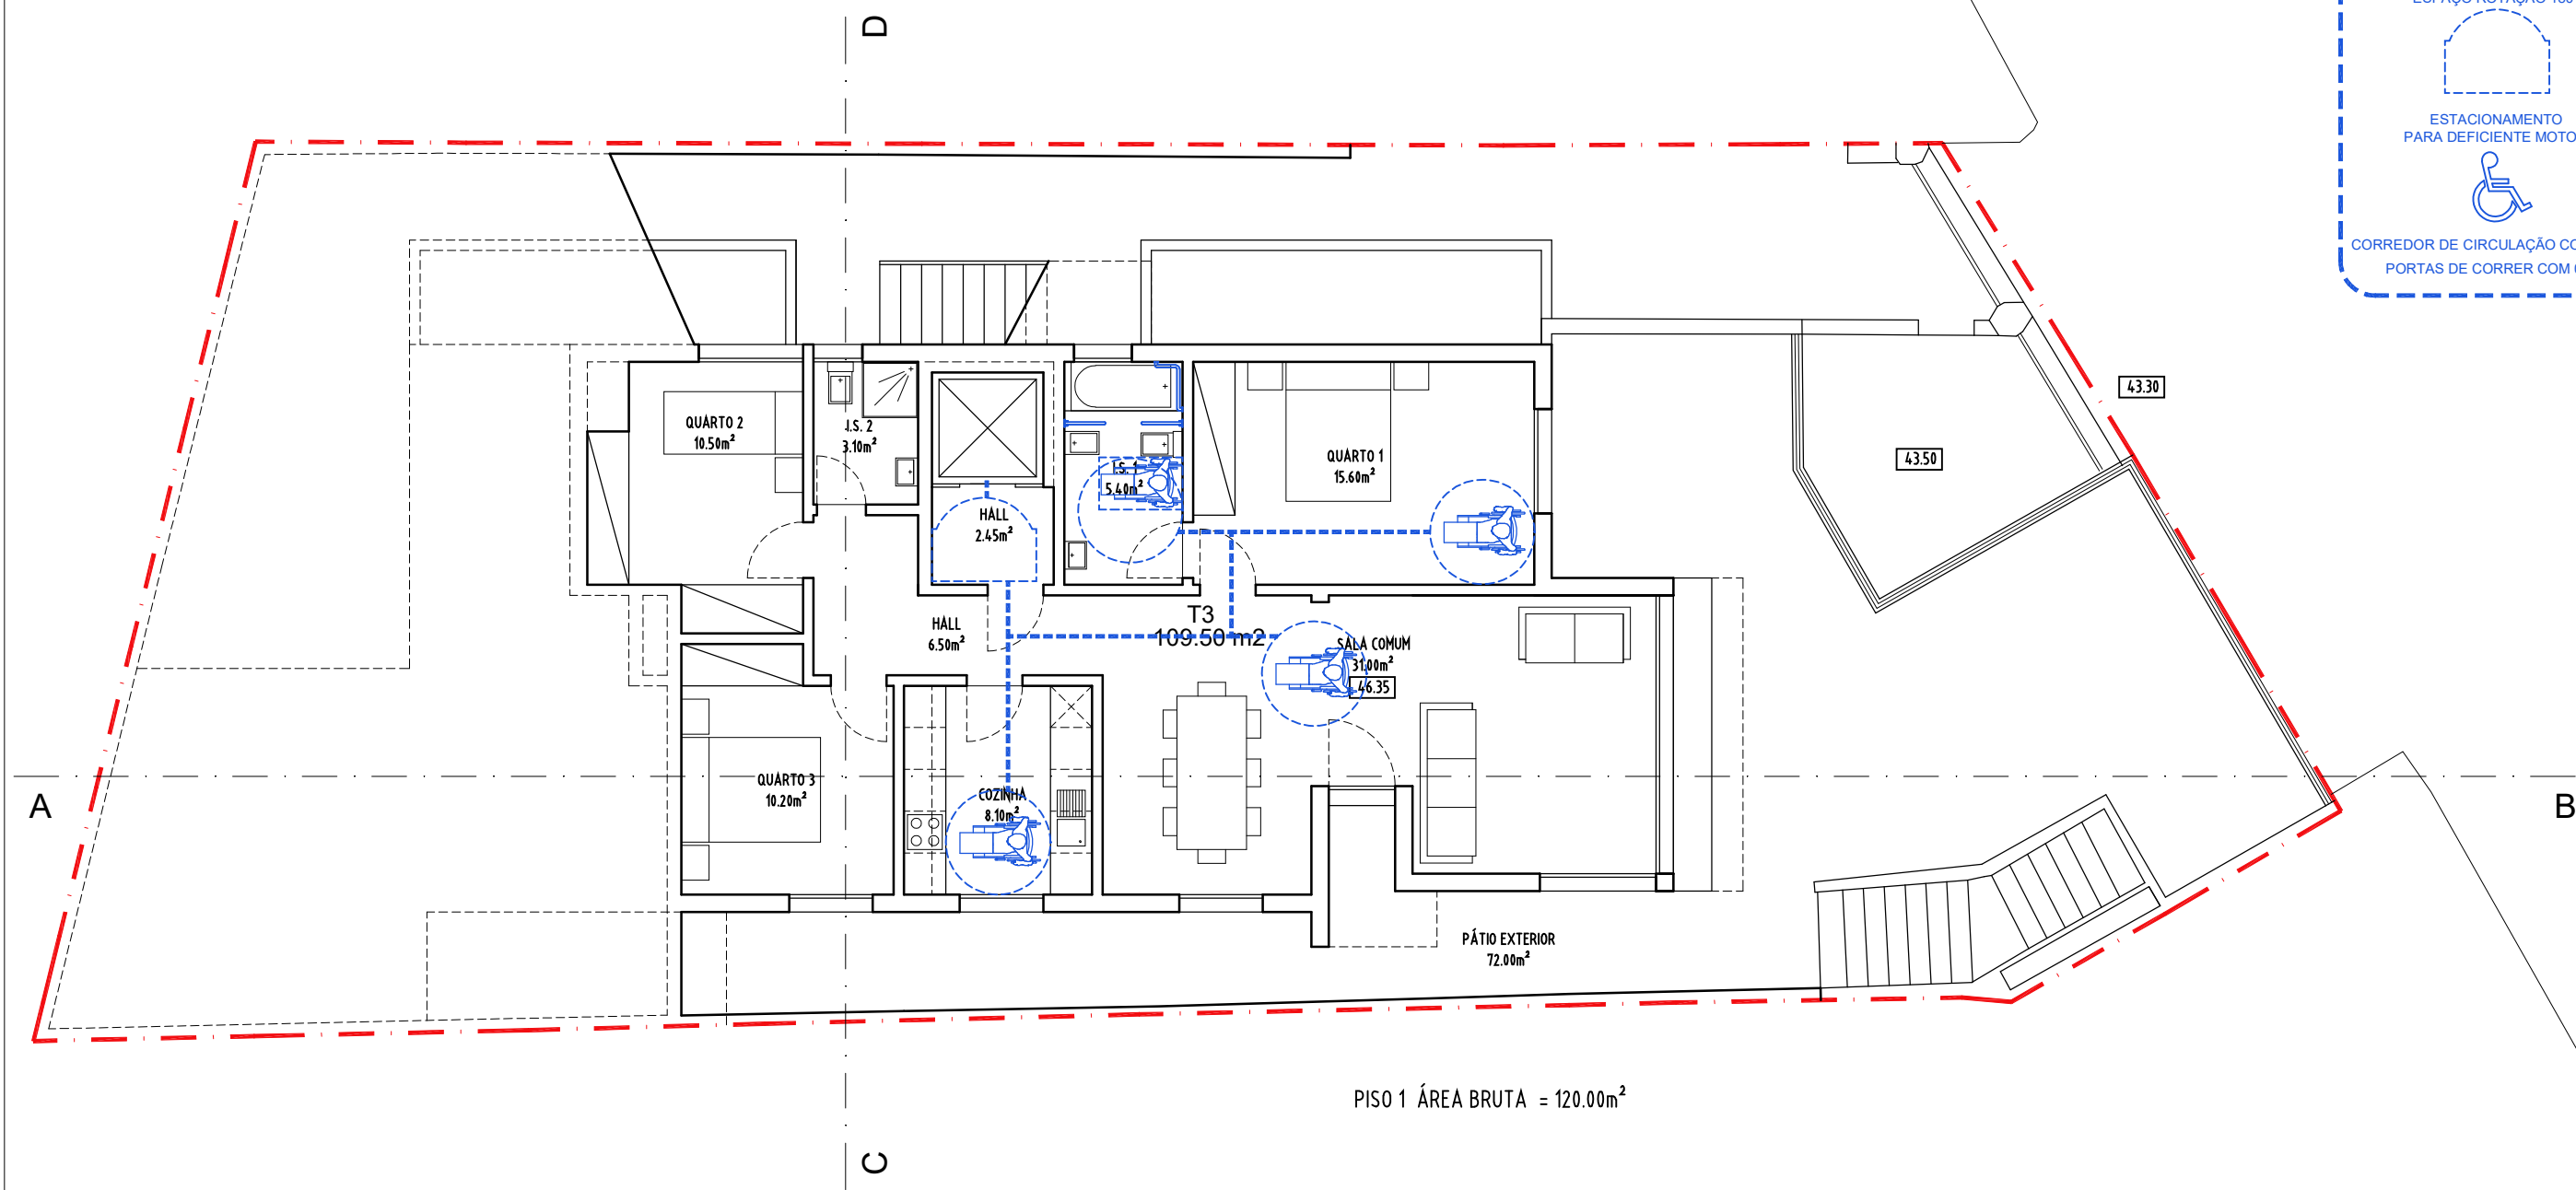 D
ESTACIONAMENTO
PARA DEFICIENTE
CORREDOR DE CIRCULAÇÃO
PORTAS DE CORRER COM
43.30
43.50
QUARTO 2
10.50m²
I.S. 2
3.10m²
HALL
2.45m²
I.S. 1
5.40m²
QUARTO 1
15.60m²
HALL
6.50m²
T3
109.50 m2
SALA COMUM
31.00m²
46.35
QUARTO 3
10.20m²
COZINHA
8.10m²
A
B
PÁTIO EXTERIOR
72.00m²
PISO 1 ÁREA BRUTA = 120.00m²
C